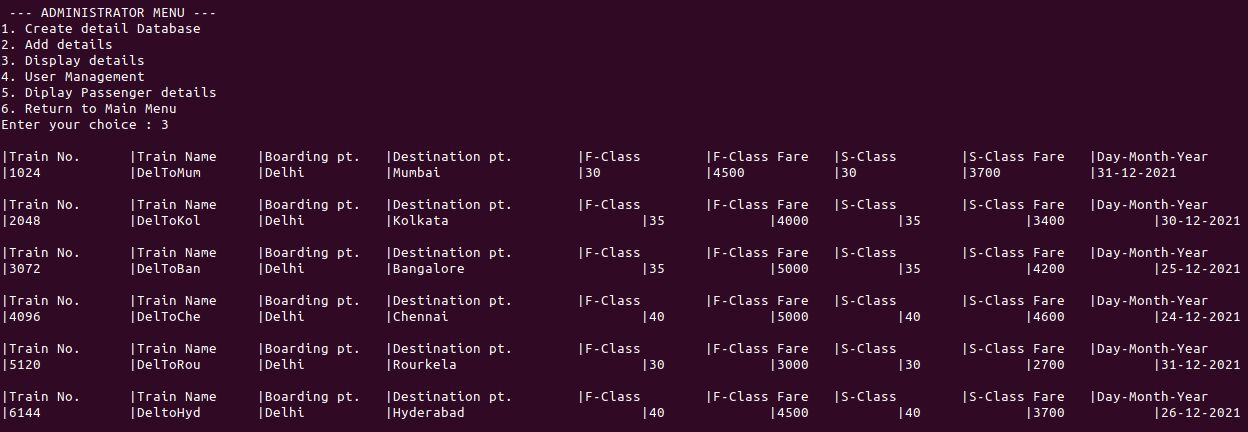 --- ADMINISTRATOR MENU ---
1. Create detail Database
2. Add details
3. Display details
4. User Management
5. Diplay Passenger details
6. Return to Main Menu
Enter your choice : 3
|Train No. |Train Name |Boarding pt. |Destination pt. |F-Class |F-Class Fare |S-Class |S-Class Fare |Day-Month-Year
|1024 |DelToMum |Delhi |Mumbai |30 |4500 |30 |3700 |31-12-2021
|Train No. |Train Name |Boarding pt. |Destination pt. |F-Class |F-Class Fare |S-Class |S-Class Fare |Day-Month-Year
|2048 |DelToKol |Delhi |Kolkata |35 |4000 |35 |3400 |30-12-2021
|Train No. |Train Name |Boarding pt. |Destination pt. |F-Class |F-Class Fare |S-Class |S-Class Fare |Day-Month-Year
|3072 |DelToBan |Delhi |Bangalore |35 |5000 |35 |4200 |25-12-2021
|Train No. |Train Name |Boarding pt. |Destination pt. |F-Class |F-Class Fare |S-Class |S-Class Fare |Day-Month-Year
|4096 |DelToChe |Delhi |Chennai |40 |5000 |40 |4600 |24-12-2021
|Train No. |Train Name |Boarding pt. |Destination pt. |F-Class |F-Class Fare |S-Class |S-Class Fare |Day-Month-Year
|5120 |DelToRou |Delhi |Rourkela |30 |3000 |30 |2700 |31-12-2021
|Train No. |Train Name |Boarding pt. |Destination pt. |F-Class |F-Class Fare |S-Class |S-Class Fare |Day-Month-Year
|6144 |DeltoHyd |Delhi |Hyderabad |40 |4500 |40 |3700 |26-12-2021